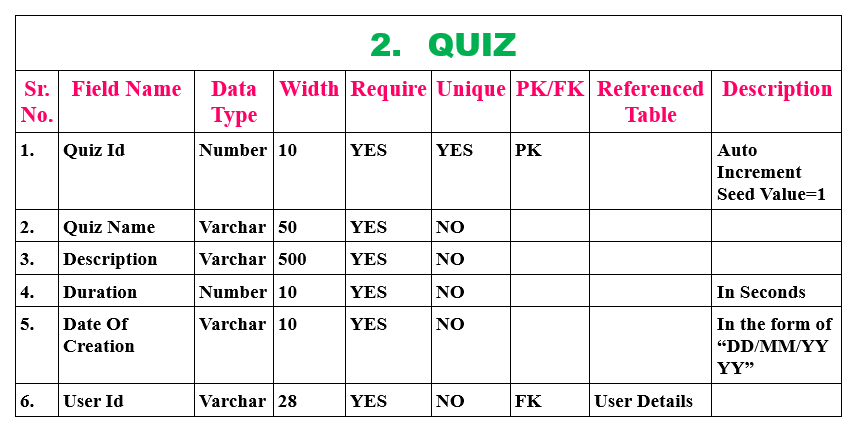 2. QUIZ
Sr. Field Name Data Width Require Unique PK/FK Referenced Description
No. Type Table
1. Quiz Id Number 10 YES YES PK Auto
Increment
Seed Value=1
2. Quiz Name Varchar 50 YES NO
3. Description Varchar 500 YES NO
4. Duration Number 10 YES NO In Seconds
5. Date Of Varchar 10 YES NO In the form of
Creation “DD/MM/YY
YY”
6. User Id Varchar 28 YES NO FK User Details